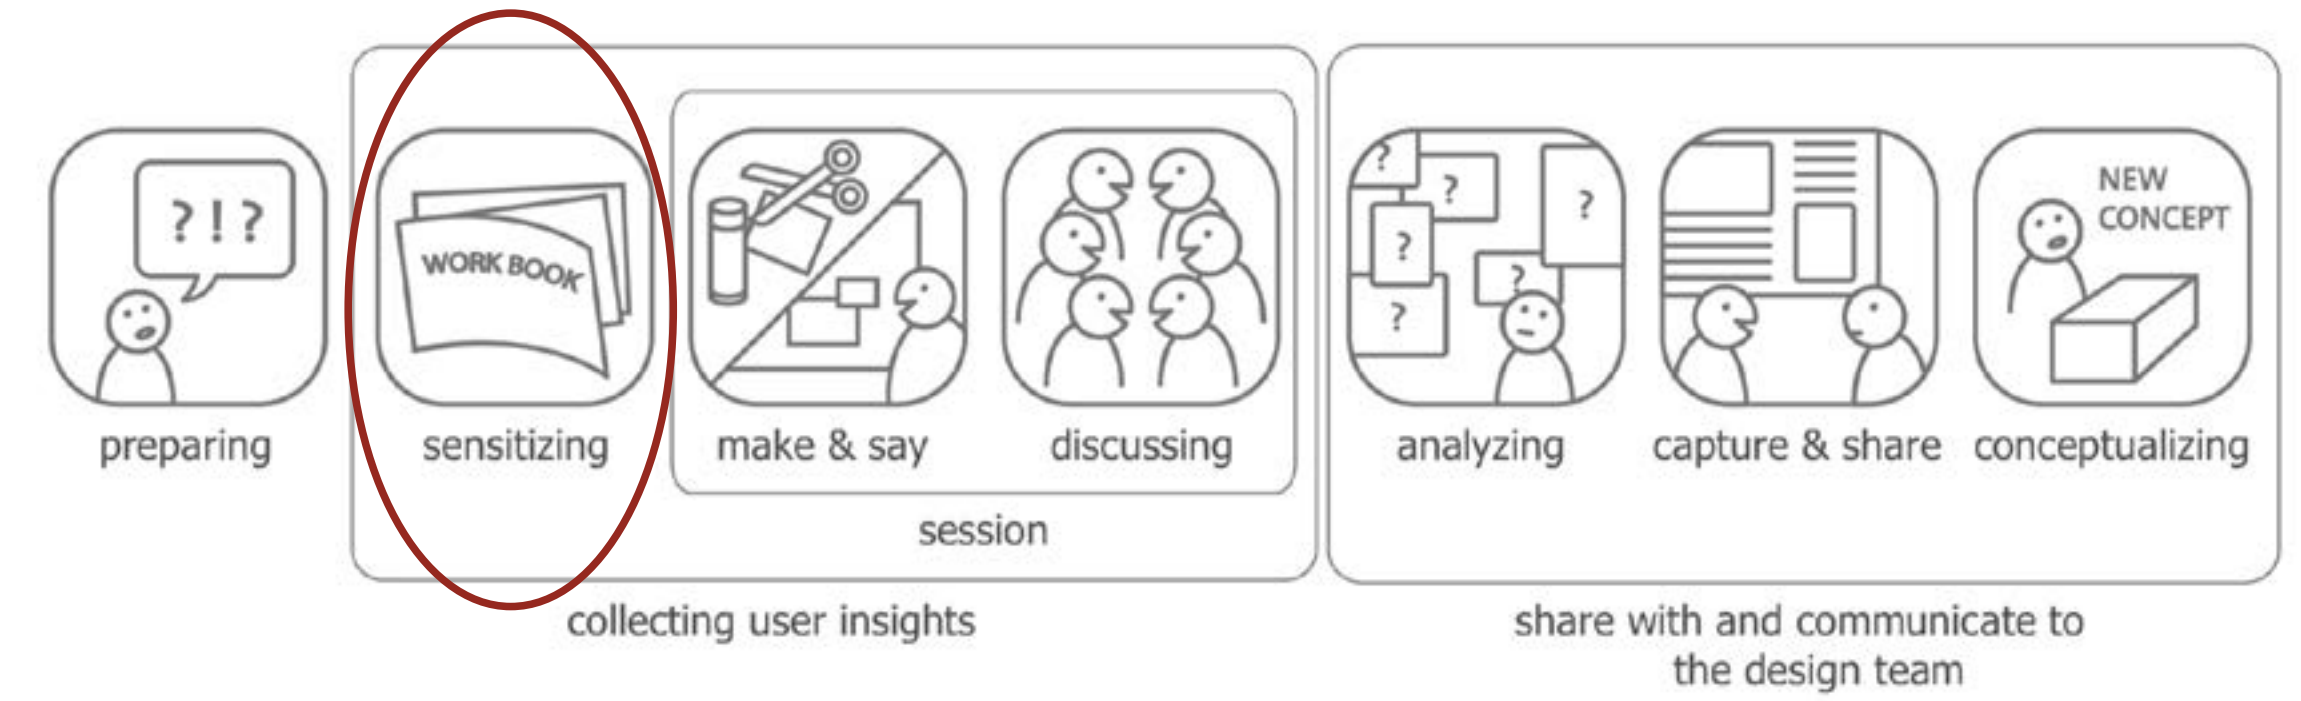 ? ! ?
WORK BOOK
?
?
?
?
?
?
NEW
CONCEPT
preparing
sensitizing
make & say
discussing
analyzing
capture & share
conceptualizing
session
collecting user insights
share with and communicate to
the design team